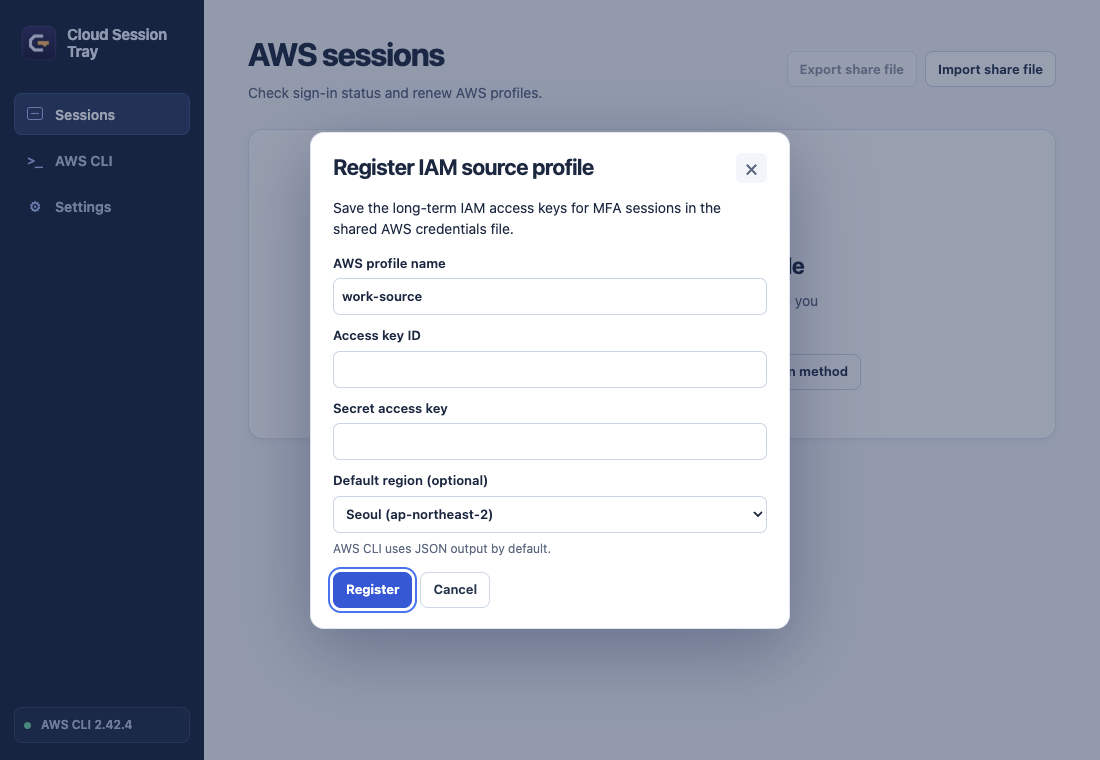 Cloud Session
Tray
Sessions
>_ AWS CLI
Settings
AWS CLI 2.42.4
AWS sessions
Check sign-in status and renew AWS profiles.
Export share file
Import share file
Register IAM source profile
Save the long-term IAM access keys for MFA sessions in the
shared AWS credentials file.
AWS profile name
work-source
Access key ID
Secret access key
Default region (optional)
Seoul (ap-northeast-2)
AWS CLI uses JSON output by default.
Register
Cancel
you
method